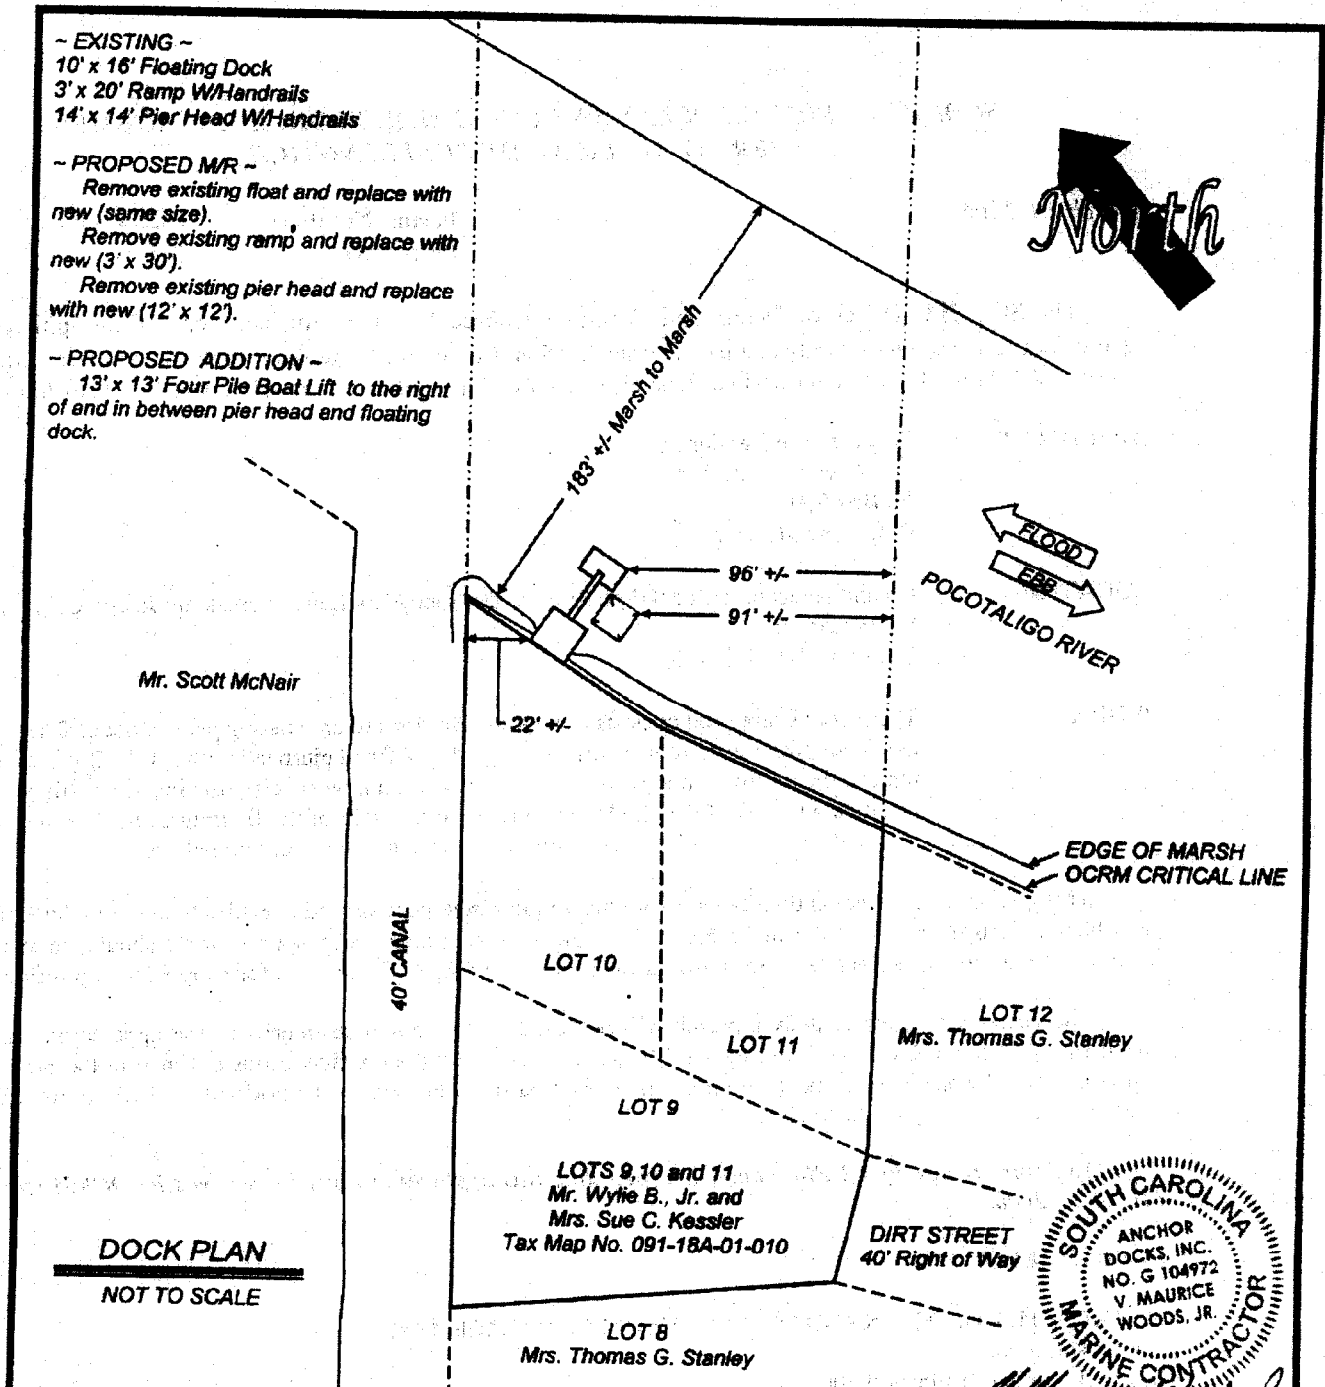 ~ EXISTING ~
10' x 16' Floating Dock
3' x 20' Ramp W/Handrails
14' x 14' Pier Head W/Handrails
~ PROPOSED M/R ~
Remove existing float and replace with
new (same size).
Remove existing ramp and replace with
new (3' x 30').
Remove existing pier head and replace
with new (12' x 12').
~ PROPOSED ADDITION ~
13' x 13' Four Pile Boat Lift to the right
of and in between pier head and floating
dock.
North
183' +/- Marsh to Marsh
FLOOD
EBB
POCOTALIGO RIVER
96' +/-
91' +/-
22' +/-
Mr. Scott McNair
EDGE OF MARSH
OCRM CRITICAL LINE
40' CANAL
LOT 10
LOT 11
LOT 12
Mrs. Thomas G. Stanley
LOT 9
LOTS 9,10 and 11
Mr. Wylie B., Jr. and
Mrs. Sue C. Kessler
Tax Map No. 091-18A-01-010
DIRT STREET
40' Right of Way
DOCK PLAN
NOT TO SCALE
LOT 8
Mrs. Thomas G. Stanley
SOUTH CAROLINA
ANCHOR
DOCKS, INC.
NO. G 104972
V. MAURICE
WOODS, JR.
MARINE CONTRACTOR